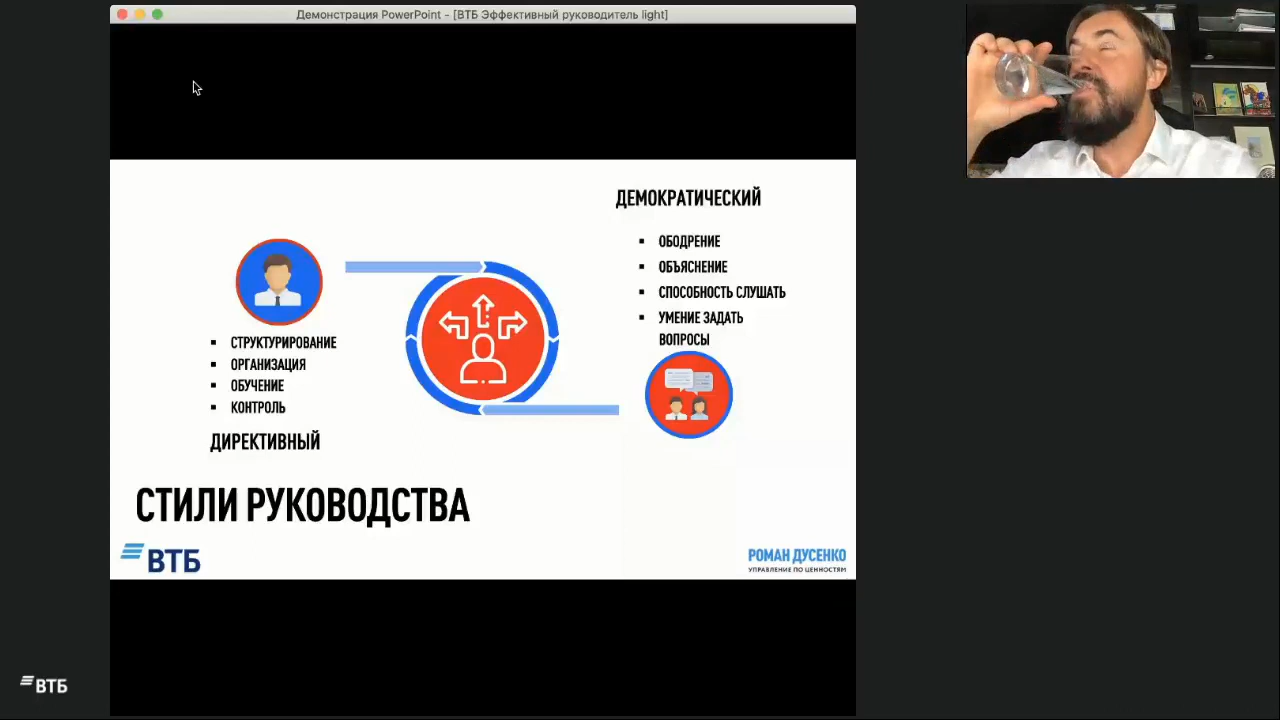 Демонстрация PowerPoint - [ВТБ Эффективный руководитель light]
ДЕМОКРАТИЧЕСКИЙ
▪ ОБОДРЕНИЕ
▪ ОБЪЯСНЕНИЕ
▪ СПОСОБНОСТЬ СЛУШАТЬ
▪ УМЕНИЕ ЗАДАТЬ
ВОПРОСЫ
▪ СТРУКТУРИРОВАНИЕ
▪ ОРГАНИЗАЦИЯ
▪ ОБУЧЕНИЕ
▪ КОНТРОЛЬ
ДИРЕКТИВНЫЙ
СТИЛИ РУКОВОДСТВА
ВТБ
РОМАН ДУСЕНКО
УПРАВЛЕНИЕ ПО ЦЕННОСТЯМ
ВТБ